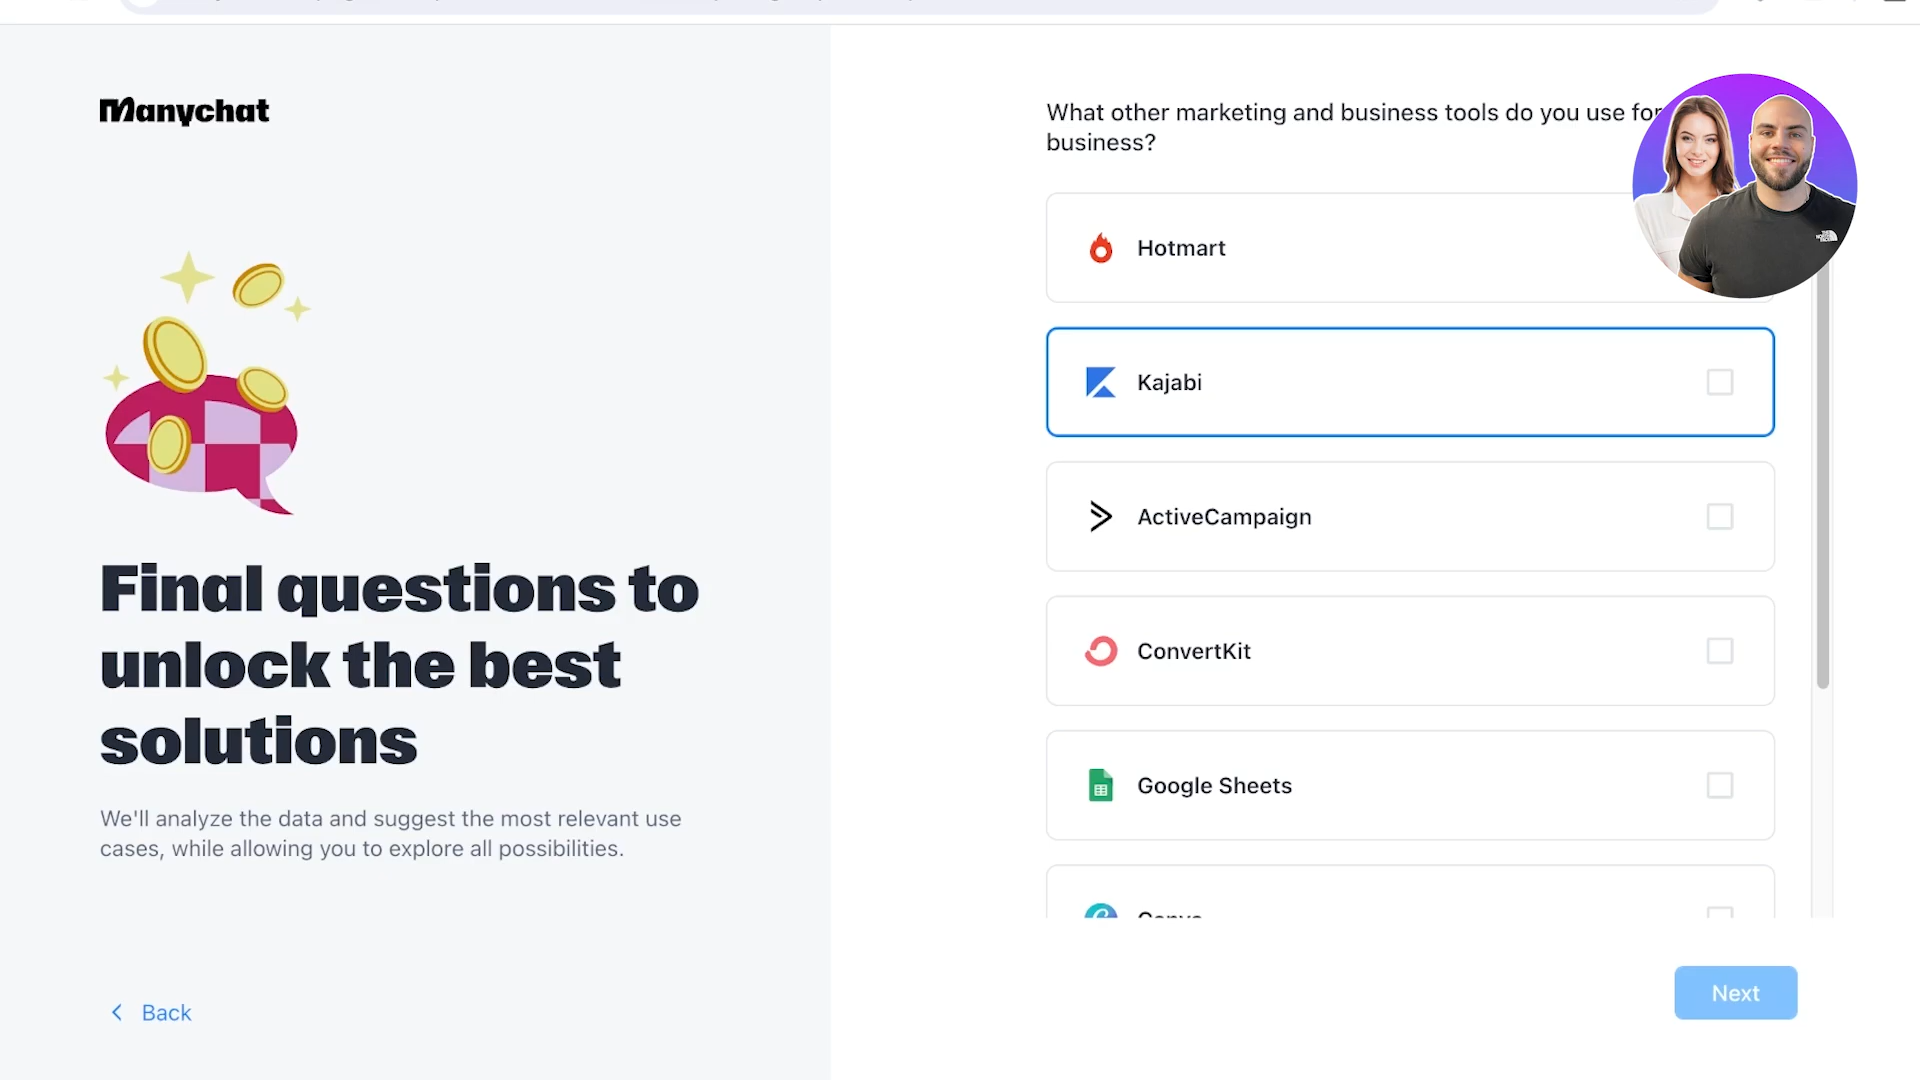 Manychat
Final questions to
unlock the best
solutions
We'll analyze the data and suggest the most relevant use
cases, while allowing you to explore all possibilities.
Back
What other marketing and business tools do you use for
business?
Hotmart
Kajabi
ActiveCampaign
ConvertKit
Google Sheets
Next